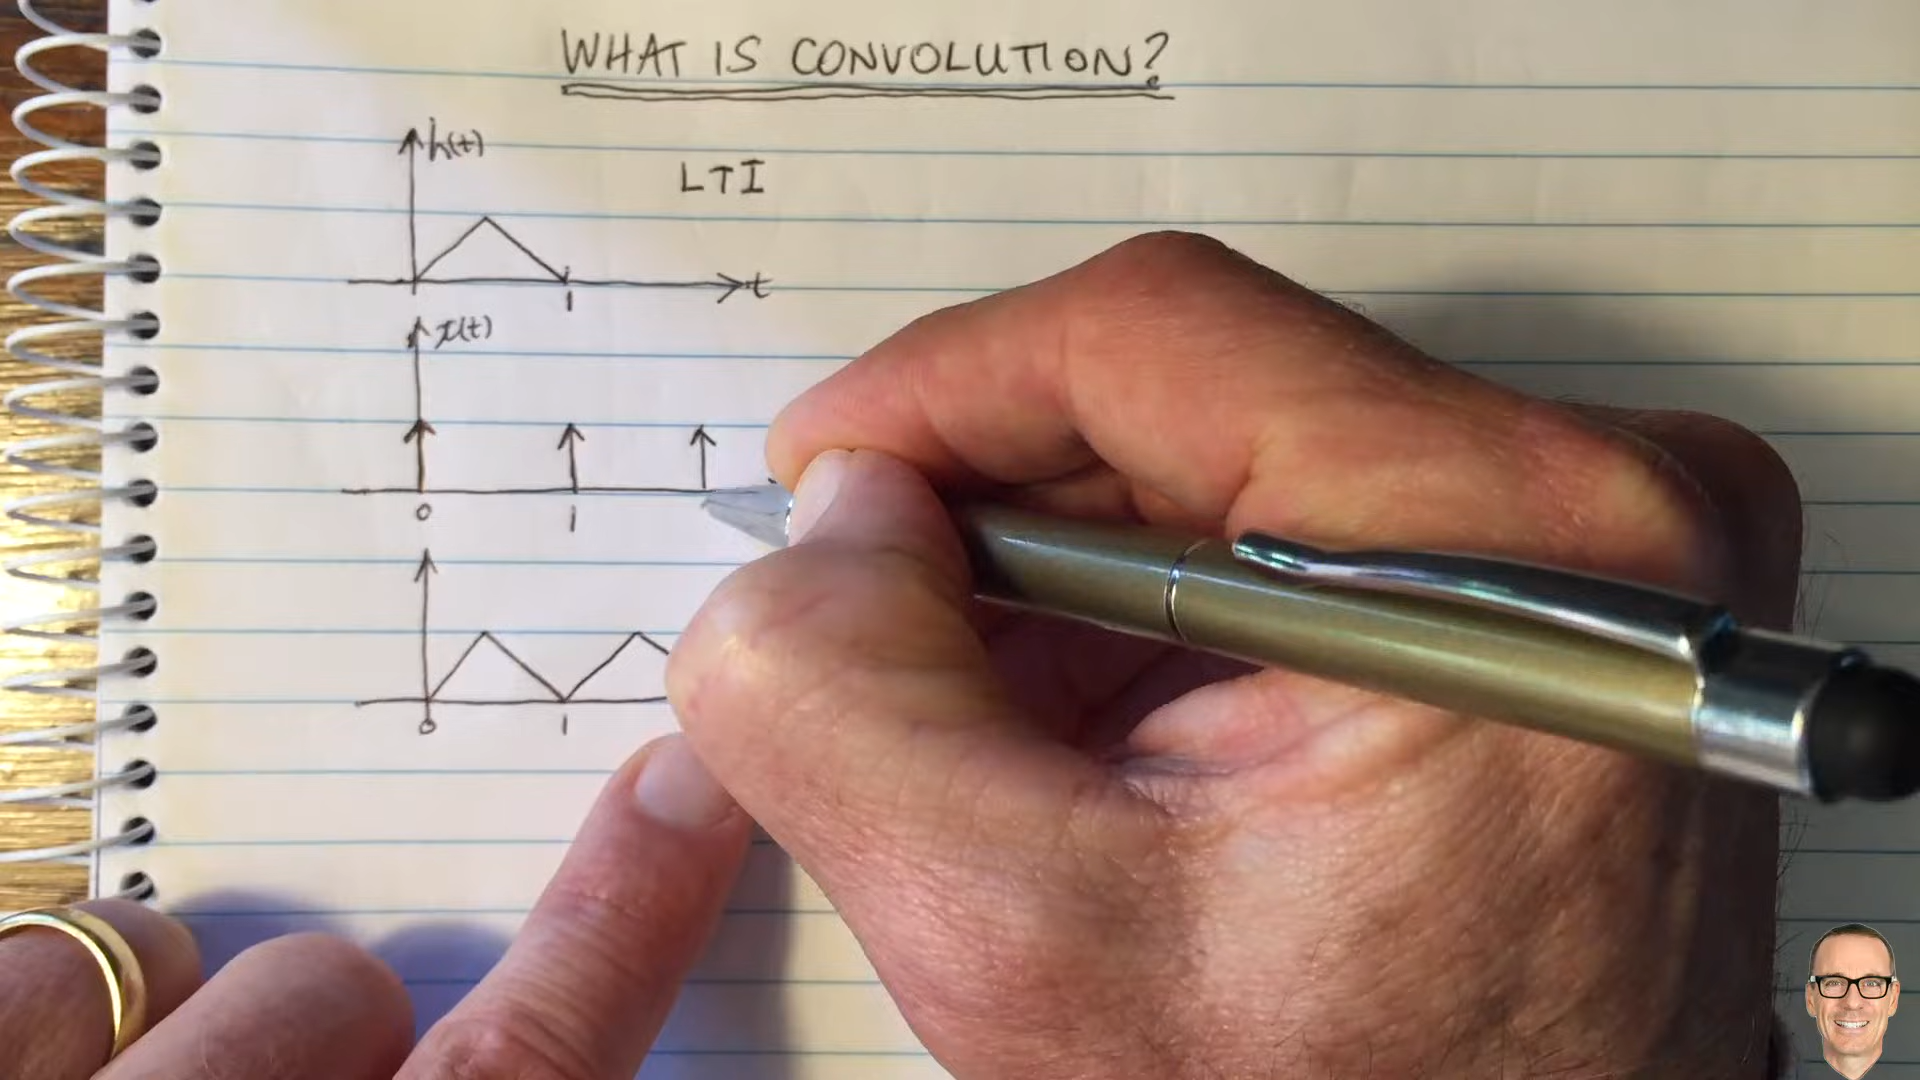 WHAT IS CONVOLUTION?
h(t)
LTI
t
1
x(t)
0 1
0 1